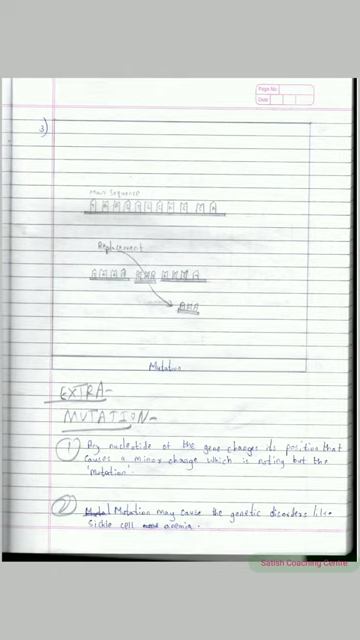 Page No.
Date
3)
Main Sequence
Replacement
Mutation
EXTRA-
MUTATION-
① Any nucleotide of the gene changes its position that
causes a minor change which is noting but the
'Mutation'.
② Mutation may cause the genetic disorders like
Sickle cell anemia.
Satish Coaching Centre